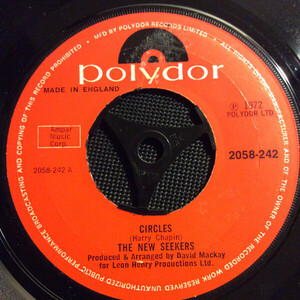 MFD. BY POLYDOR RECORDS LIMITED
ALL RIGHTS OF THE MANUFACTURER AND OF THE OWNER OF THE RECORDED WORK RESERVED UNAUTHORISED PUBLIC PERFORMANCE BROADCASTING AND COPYING OF THIS RECORD PROHIBITED
polydor
MADE IN ENGLAND
℗ 1972
POLYDOR LTD
Ampar
Music
Corp.
2058-242
2058-242 A
CIRCLES
(Harry Chapin)
THE NEW SEEKERS
Produced & Arranged by David Mackay
for Leon Henry Productions Ltd.